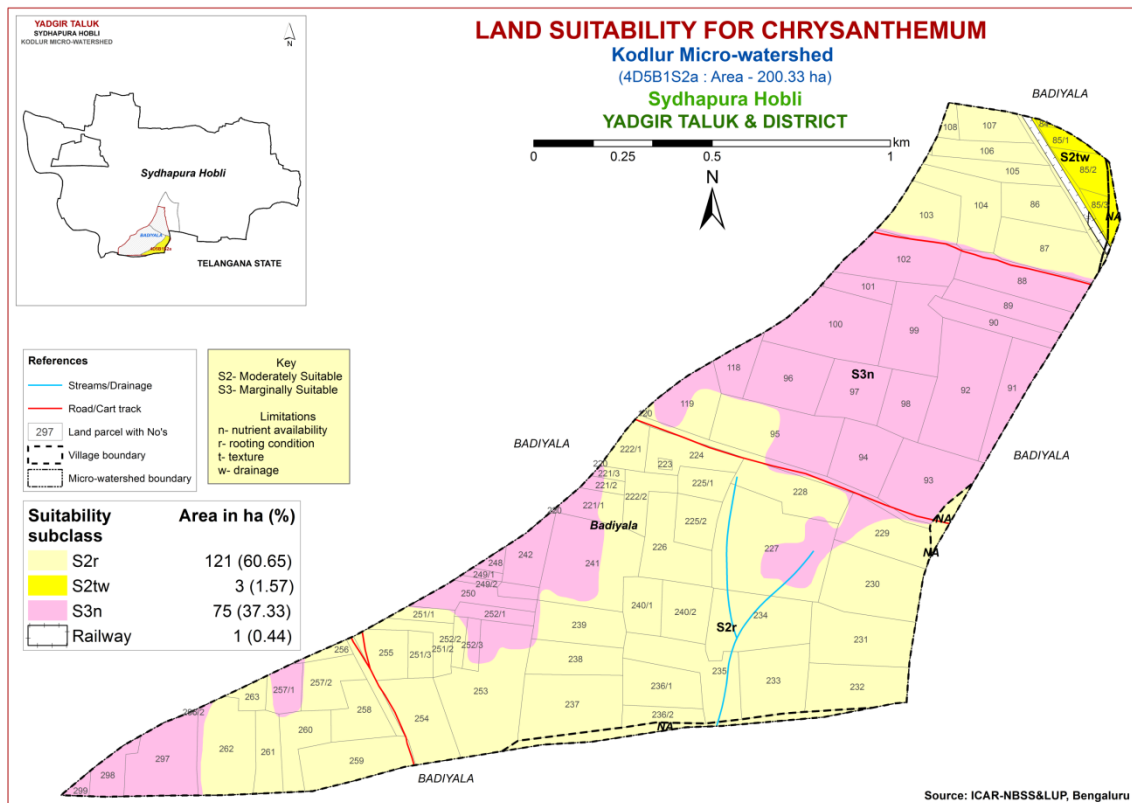 YADGIR TALUK
SYDHAPURA HOBLI
KODLUR MICRO-WATERSHED
N
Sydhapura Hobli
BADIYALA
4D5B1S2a
TELANGANA STATE
LAND SUITABILITY FOR CHRYSANTHEMUM
Kodlur Micro-watershed
(4D5B1S2a : Area - 200.33 ha)
Sydhapura Hobli
YADGIR TALUK & DISTRICT
km
0 0.25 0.5 1
N
References
Streams/Drainage
Road/Cart track
297 Land parcel with No's
Village boundary
Micro-watershed boundary
Key
S2- Moderately Suitable
S3- Marginally Suitable
Limitations
n- nutrient availability
r- rooting condition
t- texture
w- drainage
Suitability subclass Area in ha (%)
S2r 121 (60.65)
S2tw 3 (1.57)
S3n 75 (37.33)
Railway 1 (0.44)
BADIYALA
108 107 85/1
S2tw
106 85/2
105
86 85/3
103 104 NA
87
102 88
101 89
100 99 90
118 96 S3n 92 91
97 98
119
95
94 93
BADIYALA
BADIYALA
222/1 224
220 223
221/3
221/2 225/1 228
222/2
221/1 225/2 229 NA
Badiyala
NA
242 226 227
248 241
249/1
249/2 230
250
251/1 252/1 240/1 240/2 234
239 S2r 231
252/2
256 255 251/3 251/2 252/3
238 235
257/1 257/2 236/1 233 232
263 253
258 237 236/2
260 254 NA
262 261
297 259
298
299
BADIYALA
Source: ICAR-NBSS&LUP, Bengaluru